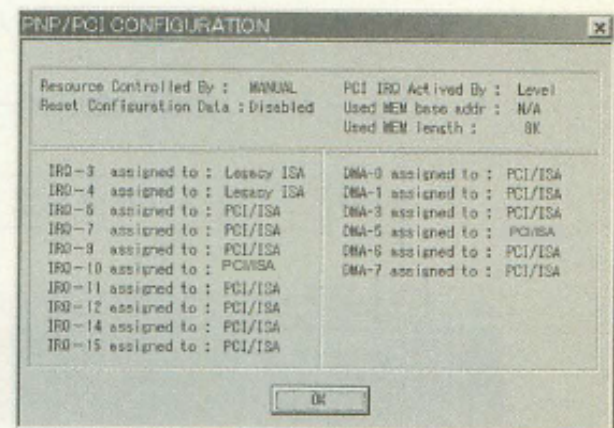 PNP/PCI CONFIGURATION
Resource Controlled By : MANUAL
Reset Configuration Data : Disabled
PCI IRQ Actived By : Level
Used MEM base addr : N/A
Used MEM length : 8K
IRQ-3 assigned to : Legacy ISA
IRQ-4 assigned to : Legacy ISA
IRQ-5 assigned to : PCI/ISA
IRQ-7 assigned to : PCI/ISA
IRQ-9 assigned to : PCI/ISA
IRQ-10 assigned to : PCI/ISA
IRQ-11 assigned to : PCI/ISA
IRQ-12 assigned to : PCI/ISA
IRQ-14 assigned to : PCI/ISA
IRQ-15 assigned to : PCI/ISA
DMA-0 assigned to : PCI/ISA
DMA-1 assigned to : PCI/ISA
DMA-3 assigned to : PCI/ISA
DMA-5 assigned to : PCI/ISA
DMA-6 assigned to : PCI/ISA
DMA-7 assigned to : PCI/ISA
OK